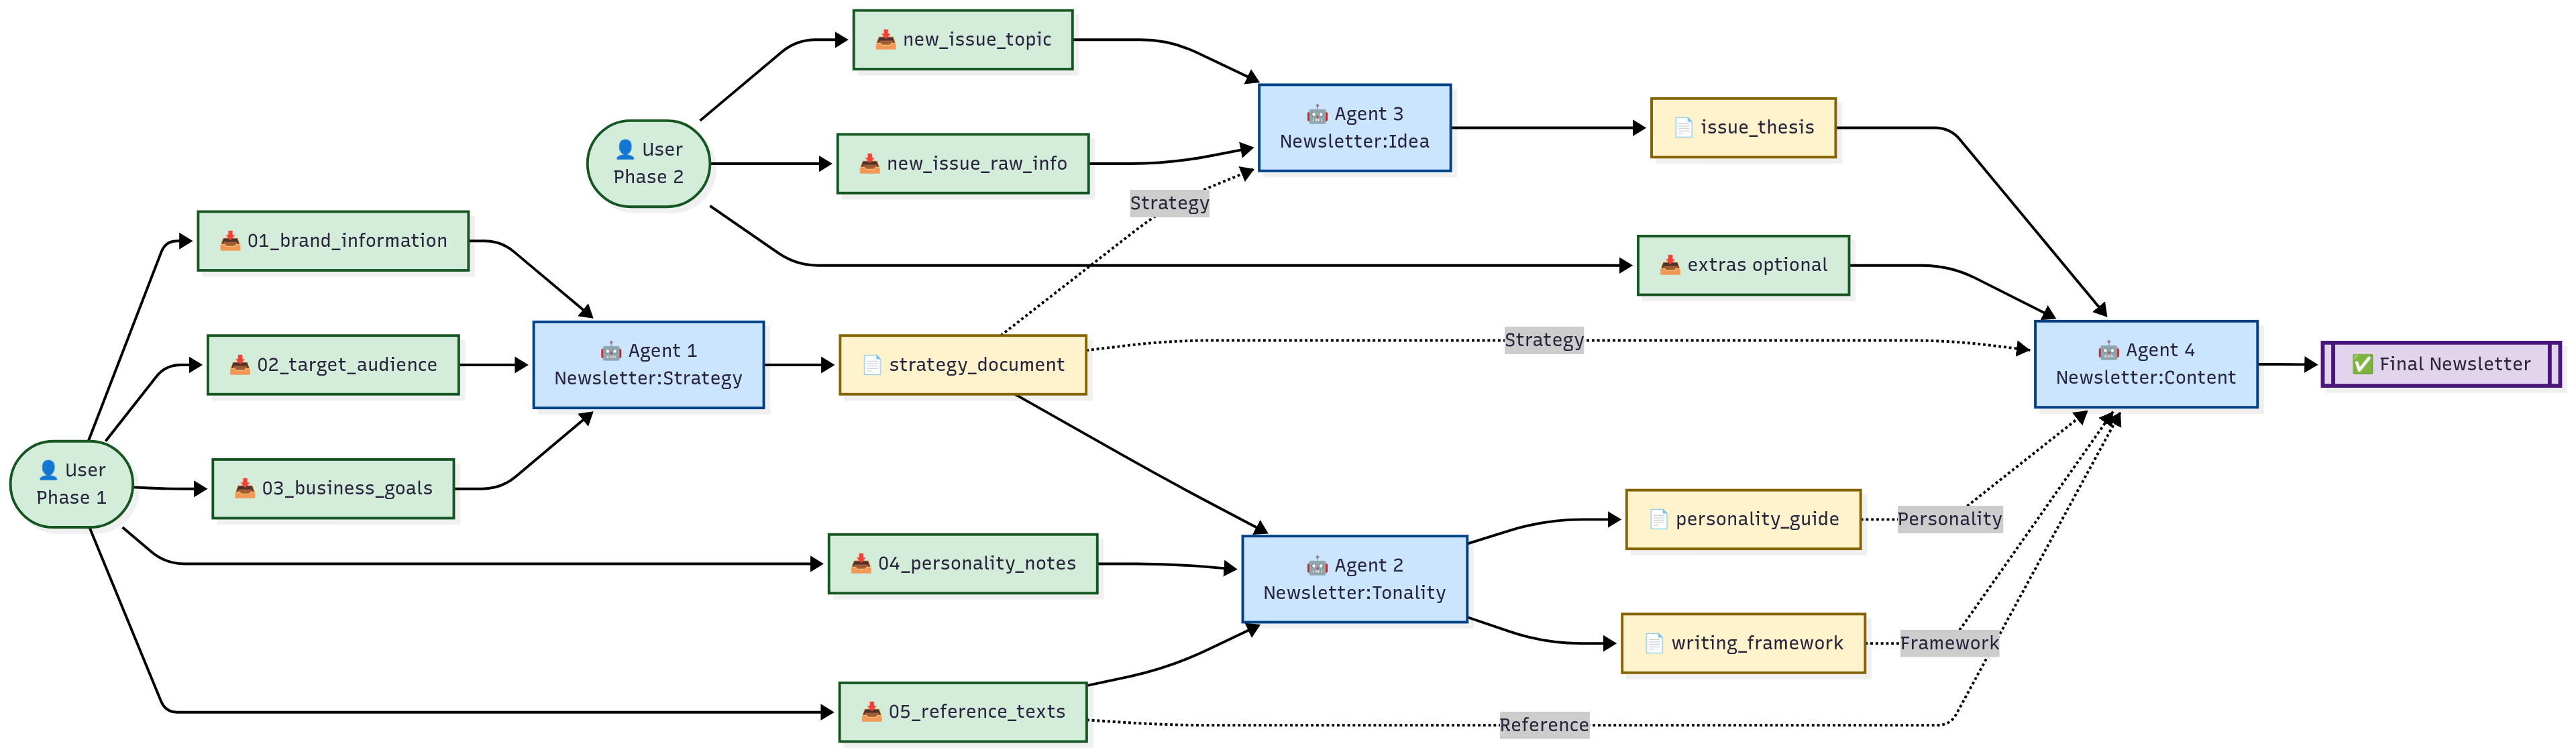 new_issue_topic
Agent 3
Newsletter:Idea
issue_thesis
User
Phase 2
new_issue_raw_info
Strategy
01_brand_information
extras optional
02_target_audience
Agent 1
Newsletter:Strategy
strategy_document
Strategy
Agent 4
Newsletter:Content
Final Newsletter
User
Phase 1
03_business_goals
personality_guide
Personality
04_personality_notes
Agent 2
Newsletter:Tonality
writing_framework
Framework
05_reference_texts
Reference